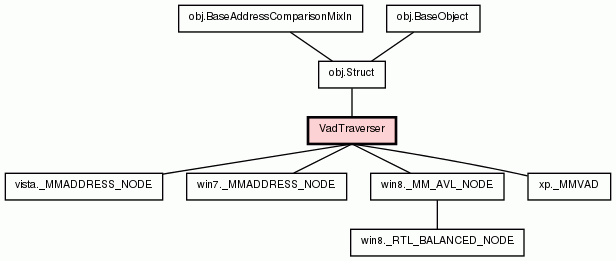 obj.BaseAddressComparisonMixIn
obj.BaseObject
obj.Struct
VadTraverser
vista._MMADDRESS_NODE
win7._MMADDRESS_NODE
win8._MM_AVL_NODE
xp._MMVAD
win8._RTL_BALANCED_NODE